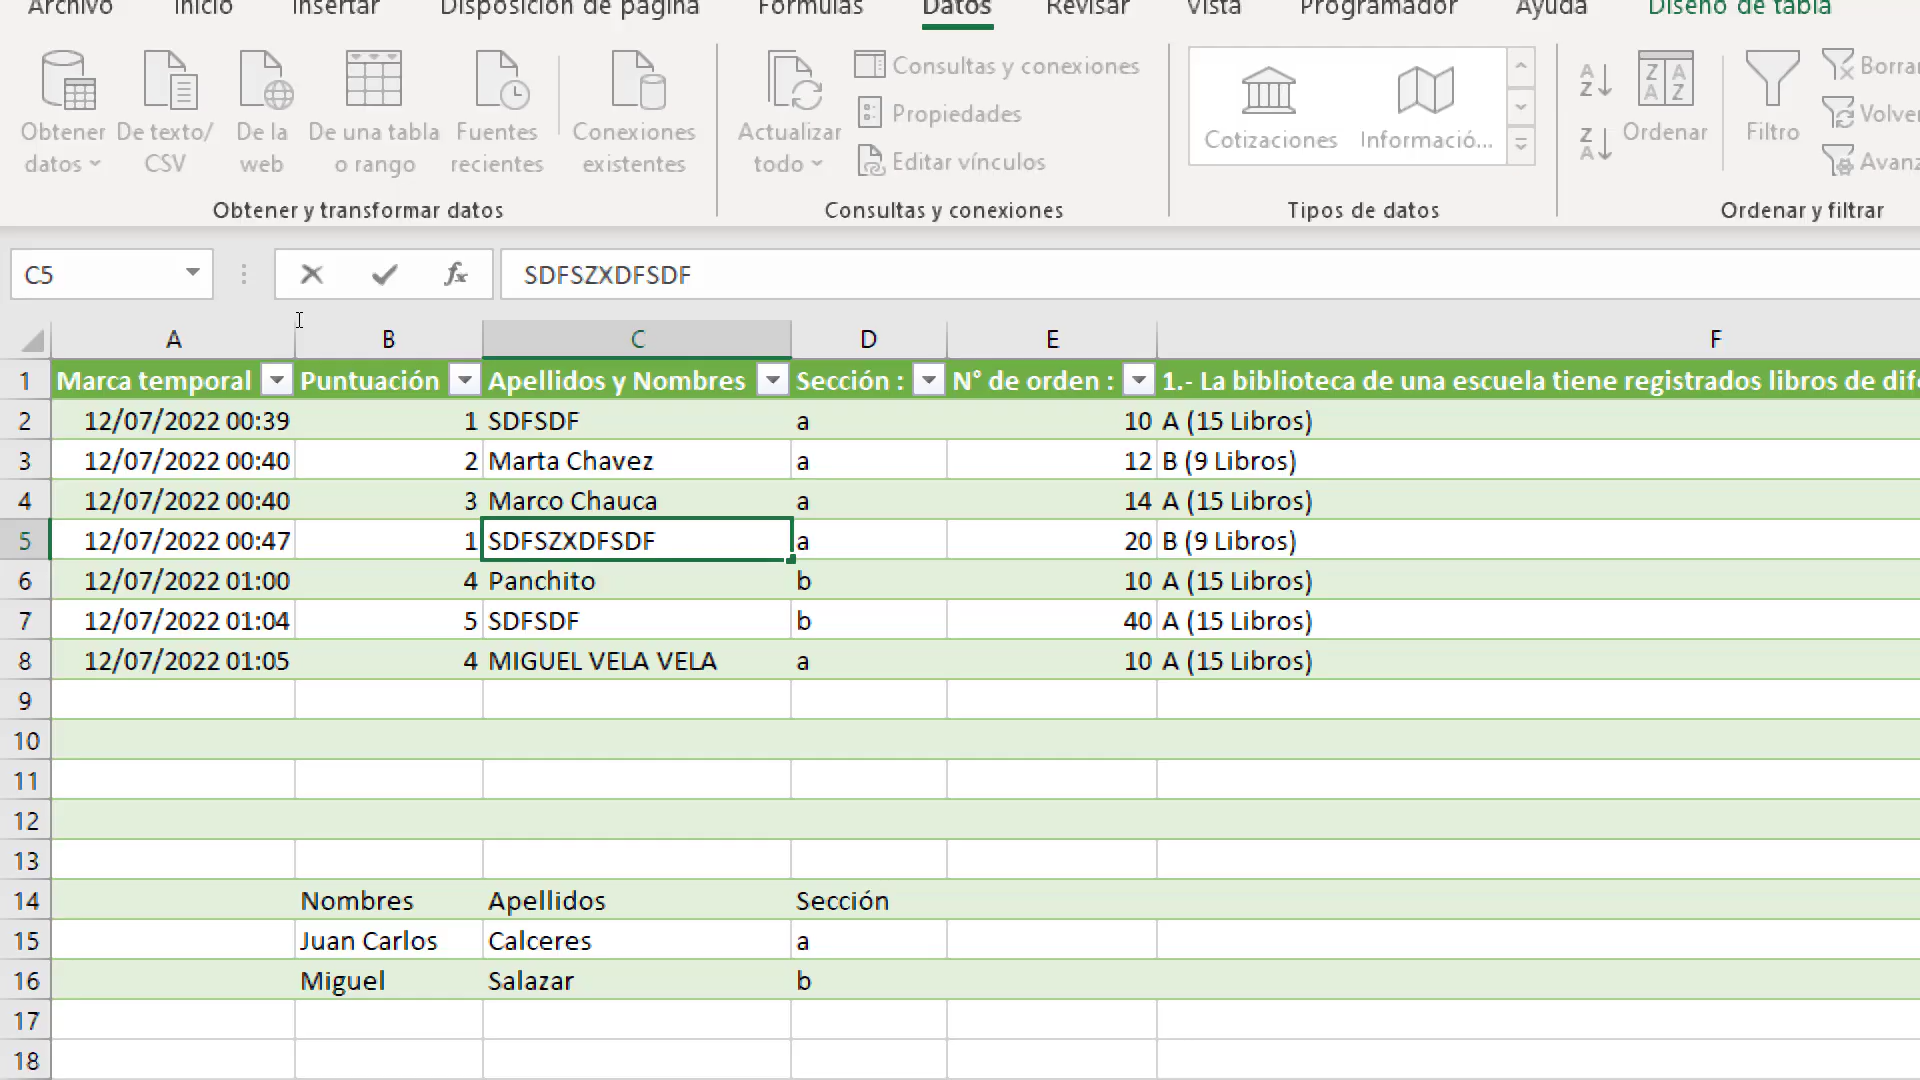 Archivo Inicio Insertar Disposición de página Fórmulas Datos Revisar Vista Programador Ayuda Diseño de tabla
Obtener datos
De texto/ CSV
De la web
De una tabla o rango
Fuentes recientes
Conexiones existentes
Obtener y transformar datos
Actualizar todo
Consultas y conexiones
Propiedades
Editar vínculos
Consultas y conexiones
Cotizaciones Informació...
Tipos de datos
Ordenar
Filtro
Borrar
Volver
Avanz
Ordenar y filtrar
C5 fx SDFSZXDFSDF
A B C D E F
1 Marca temporal Puntuación Apellidos y Nombres Sección : N° de orden : 1.- La biblioteca de una escuela tiene registrados libros de dife
2 12/07/2022 00:39 1 SDFSDF a 10 A (15 Libros)
3 12/07/2022 00:40 2 Marta Chavez a 12 B (9 Libros)
4 12/07/2022 00:40 3 Marco Chauca a 14 A (15 Libros)
5 12/07/2022 00:47 1 SDFSZXDFSDF a 20 B (9 Libros)
6 12/07/2022 01:00 4 Panchito b 10 A (15 Libros)
7 12/07/2022 01:04 5 SDFSDF b 40 A (15 Libros)
8 12/07/2022 01:05 4 MIGUEL VELA VELA a 10 A (15 Libros)
9
10
11
12
13
14 Nombres Apellidos Sección
15 Juan Carlos Calceres a
16 Miguel Salazar b
17
18